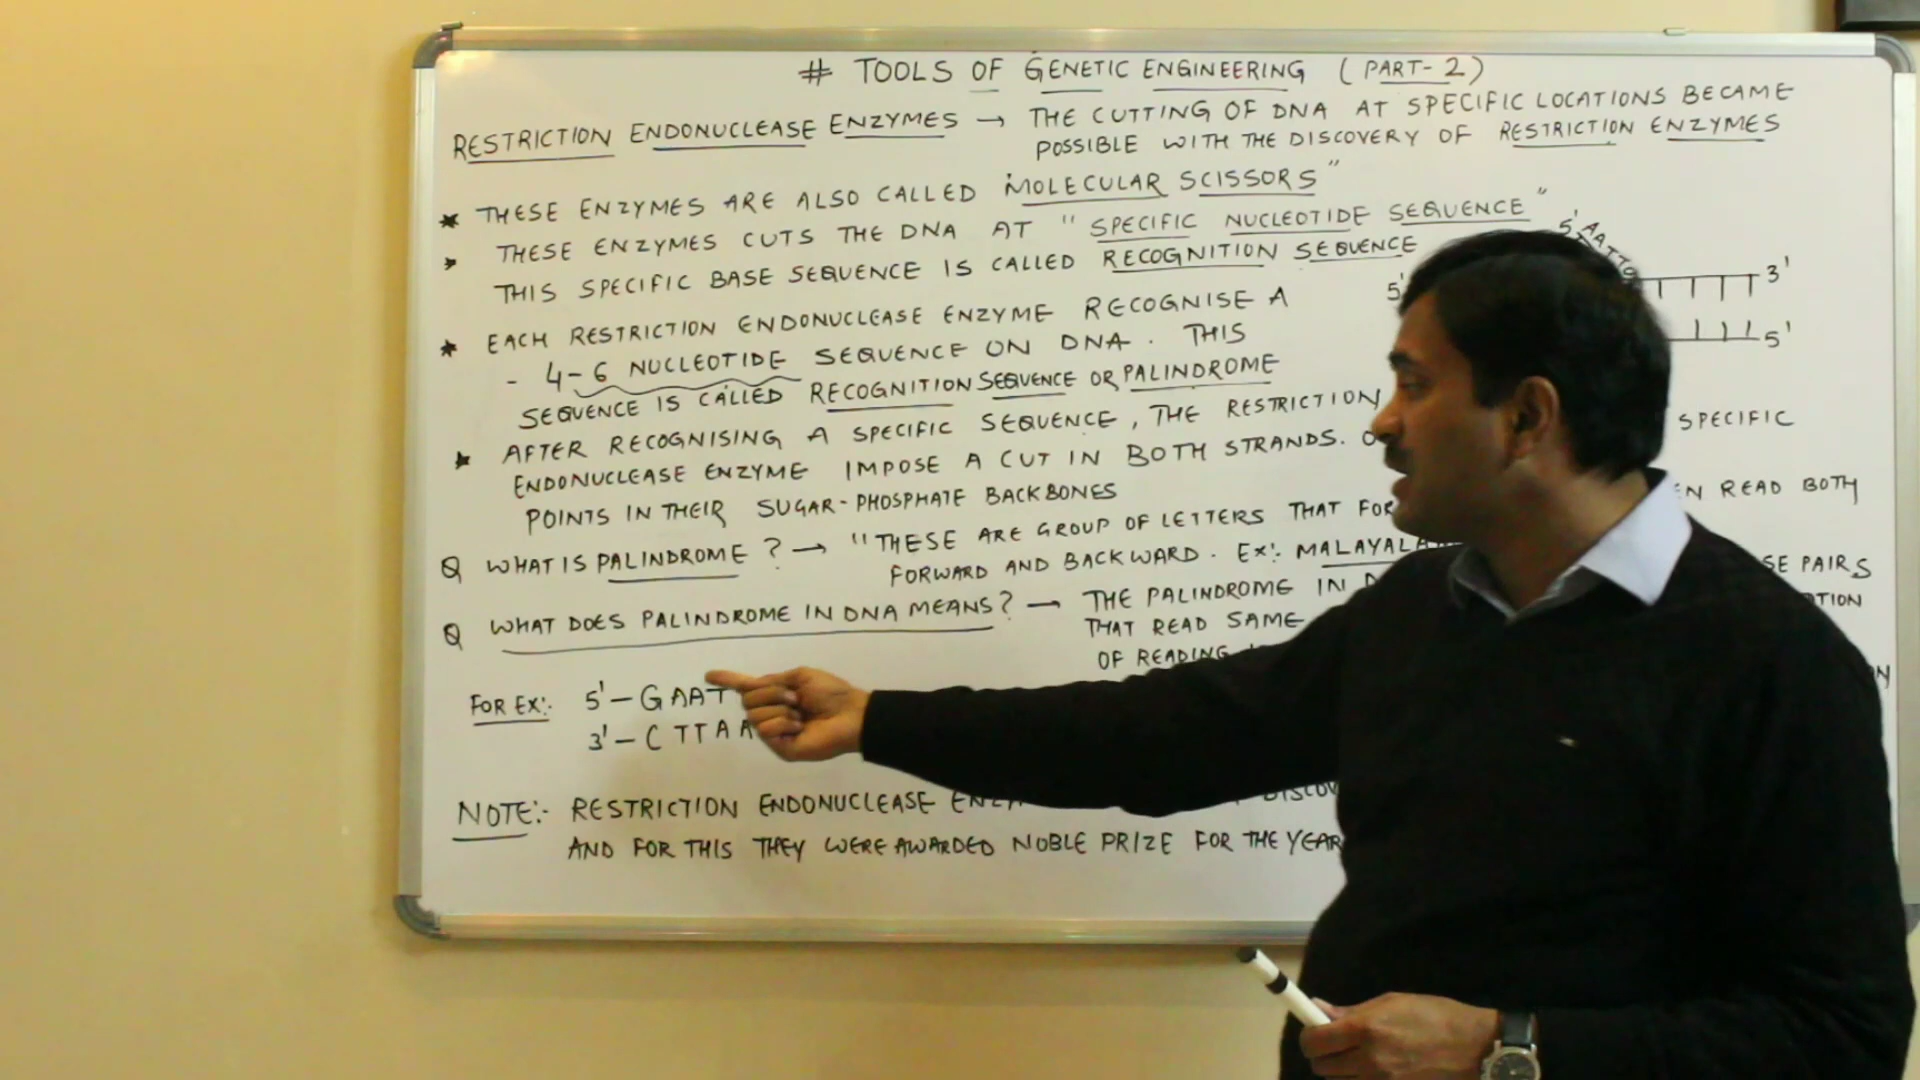 # TOOLS OF GENETIC ENGINEERING (PART-2)
RESTRICTION ENDONUCLEASE ENZYMES → THE CUTTING OF DNA AT SPECIFIC LOCATIONS BECAME
POSSIBLE WITH THE DISCOVERY OF RESTRICTION ENZYMES
★ THESE ENZYMES ARE ALSO CALLED MOLECULAR SCISSORS"
★ THESE ENZYMES CUTS THE DNA AT "SPECIFIC NUCLEOTIDE SEQUENCE"
THIS SPECIFIC BASE SEQUENCE IS CALLED RECOGNITION SEQUENCE
5' AATT
5' 3'
5'
★ EACH RESTRICTION ENDONUCLEASE ENZYME RECOGNISE A
- 4-6 NUCLEOTIDE SEQUENCE ON DNA. THIS
SEQUENCE IS CALLED RECOGNITION SEQUENCE OR PALINDROME
★ AFTER RECOGNISING A SPECIFIC SEQUENCE, THE RESTRICTION
ENDONUCLEASE ENZYME IMPOSE A CUT IN BOTH STRANDS. SPECIFIC
POINTS IN THEIR SUGAR-PHOSPHATE BACKBONES
Q WHAT IS PALINDROME? → "THESE ARE GROUP OF LETTERS THAT READ BOTH
FORWARD AND BACKWARD. EX:
Q WHAT DOES PALINDROME IN DNA MEANS? → THE PALINDROME IN PAIRS
THAT READ SAME
OF READING
FOR EX:- 5'-GAAT
3'-CTTAA
NOTE:- RESTRICTION ENDONUCLEASE
AND FOR THIS THEY WERE AWARDED NOBLE PRIZE FOR THE YEAR